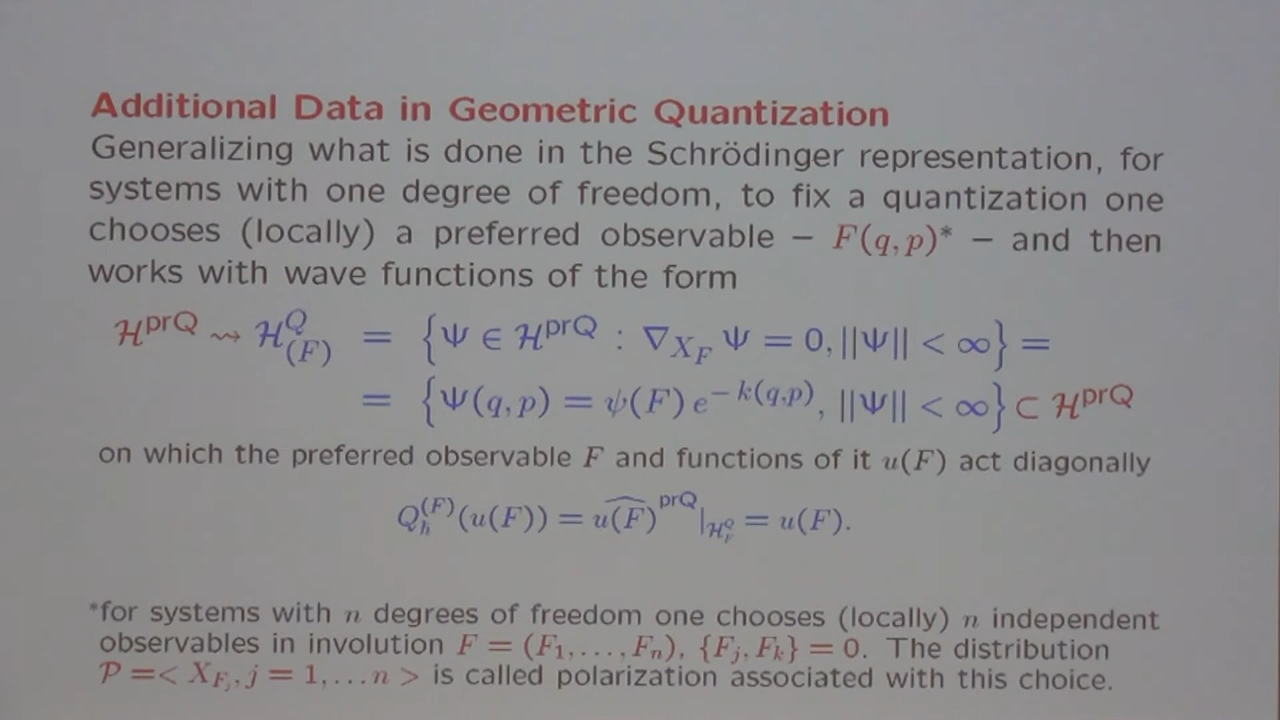 Additional Data in Geometric Quantization
Generalizing what is done in the Schrödinger representation, for
systems with one degree of freedom, to fix a quantization one
chooses (locally) a preferred observable – F(q,p)* – and then
works with wave functions of the form
ℋ^prQ ⇝ ℋ^Q_(F) = {Ψ ∈ ℋ^prQ : ∇_{X_F} Ψ = 0, ||Ψ|| < ∞} =
= {Ψ(q,p) = ψ(F) e^{−k(q,p)}, ||Ψ|| < ∞} ⊂ ℋ^prQ
on which the preferred observable F and functions of it u(F) act diagonally
Q_ħ^(F)(u(F)) = \widehat{u(F)}^prQ|_{ℋ^Q_F} = u(F).
*for systems with n degrees of freedom one chooses (locally) n independent
observables in involution F = (F₁,...,Fₙ), {F_j, F_k} = 0. The distribution
𝒫 =< X_{F_j}, j = 1,...n > is called polarization associated with this choice.